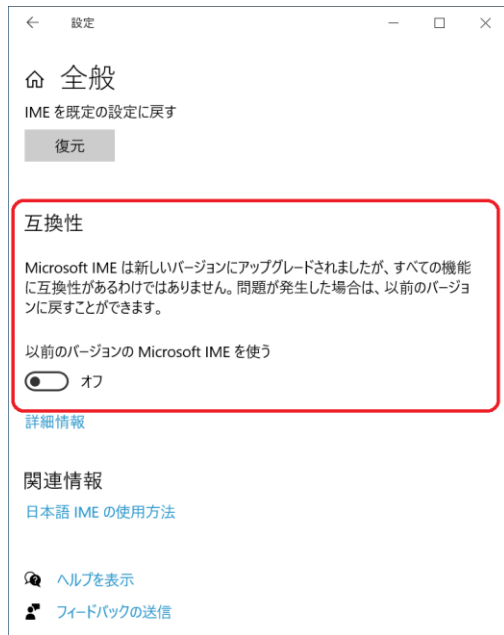 設定
全般
IME を既定の設定に戻す
復元
互換性
Microsoft IME は新しいバージョンにアップグレードされましたが、すべての機能
に互換性があるわけではありません。問題が発生した場合は、以前のバージョ
ンに戻すことができます。
以前のバージョンの Microsoft IME を使う
オフ
詳細情報
関連情報
日本語 IME の使用方法
ヘルプを表示
フィードバックの送信